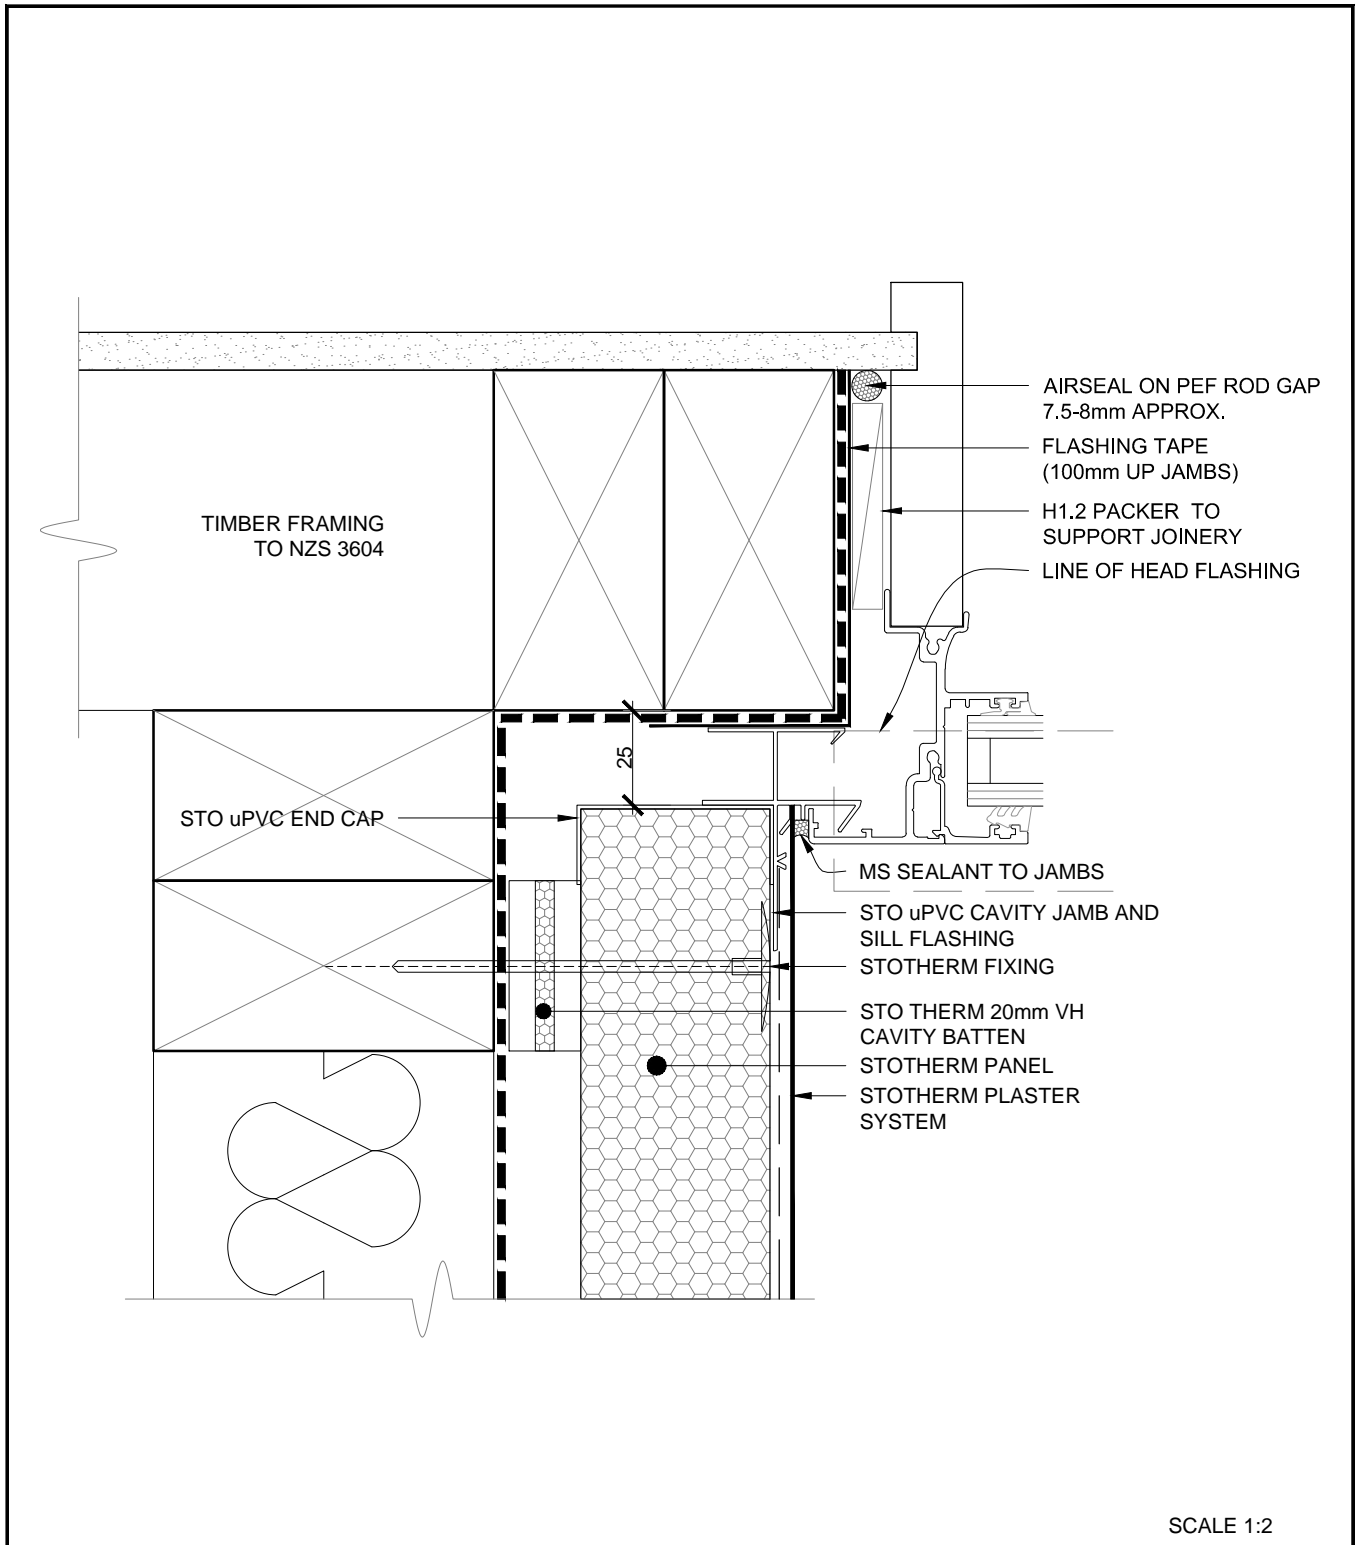 AIRSEAL ON PEF ROD GAP
7.5-8mm APPROX.
FLASHING TAPE
(100mm UP JAMBS)
H1.2 PACKER TO
SUPPORT JOINERY
LINE OF HEAD FLASHING
TIMBER FRAMING
TO NZS 3604
25
STO uPVC END CAP
MS SEALANT TO JAMBS
STO uPVC CAVITY JAMB AND
SILL FLASHING
STOTHERM FIXING
STO THERM 20mm VH
CAVITY BATTEN
STOTHERM PANEL
STOTHERM PLASTER
SYSTEM
SCALE 1:2